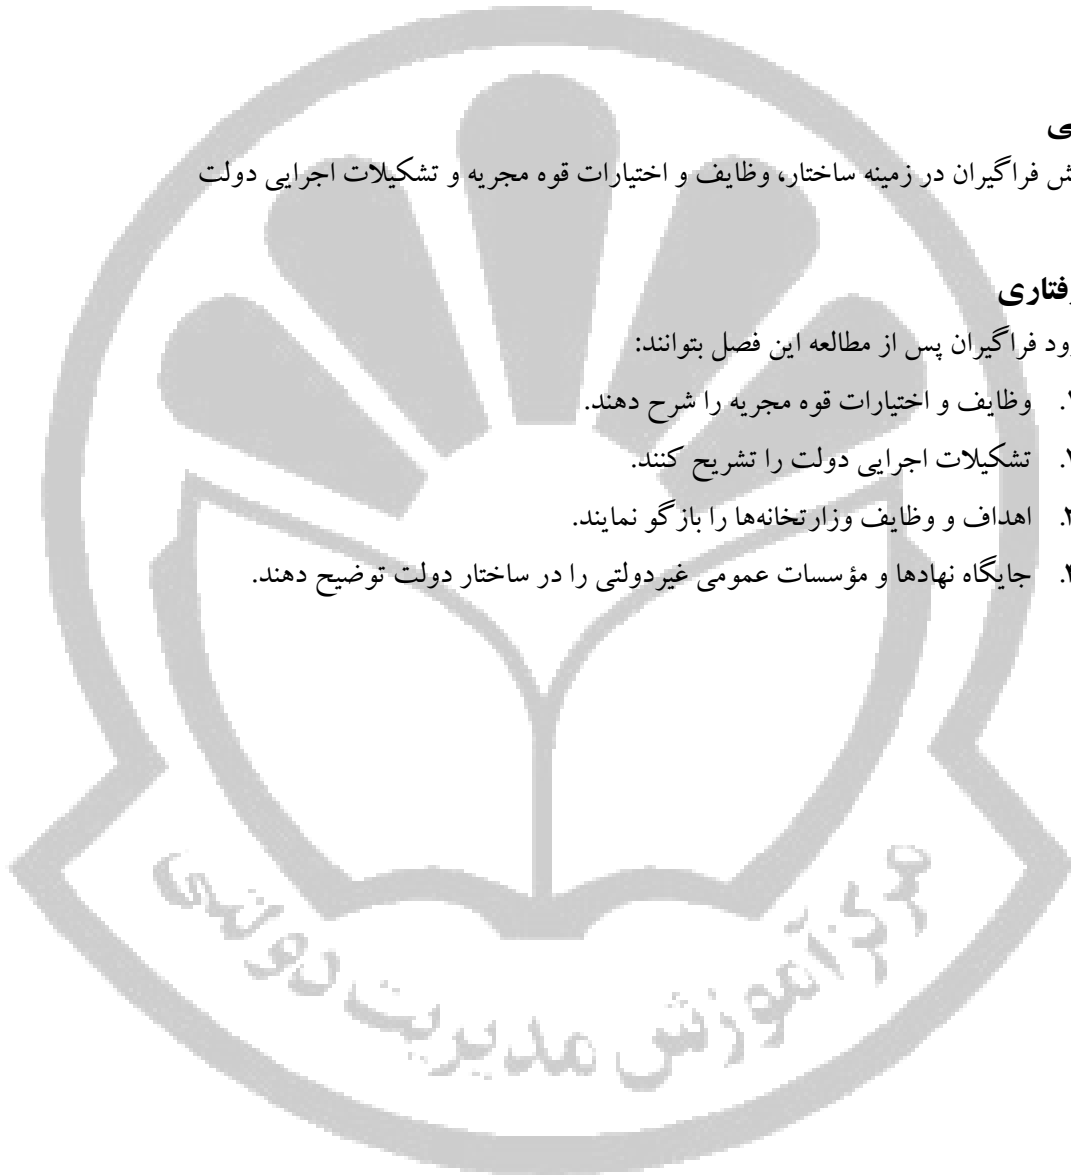 فراگیران در زمینه ساختار، وظایف و اختیارات قوه مجریه و تشکیلات اجرایی دولت
فراگیران پس از مطالعه این فصل بتوانند:
وظایف و اختیارات قوه مجریه را شرح دهند.
تشکیلات اجرایی دولت را تشریح کنند.
اهداف و وظایف وزارتخانه‌ها را بازگو نمایند.
جایگاه نهادها و مؤسسات عمومی غیردولتی را در ساختار دولت توضیح دهند.
مرکز آموزش مدیریت دولتی